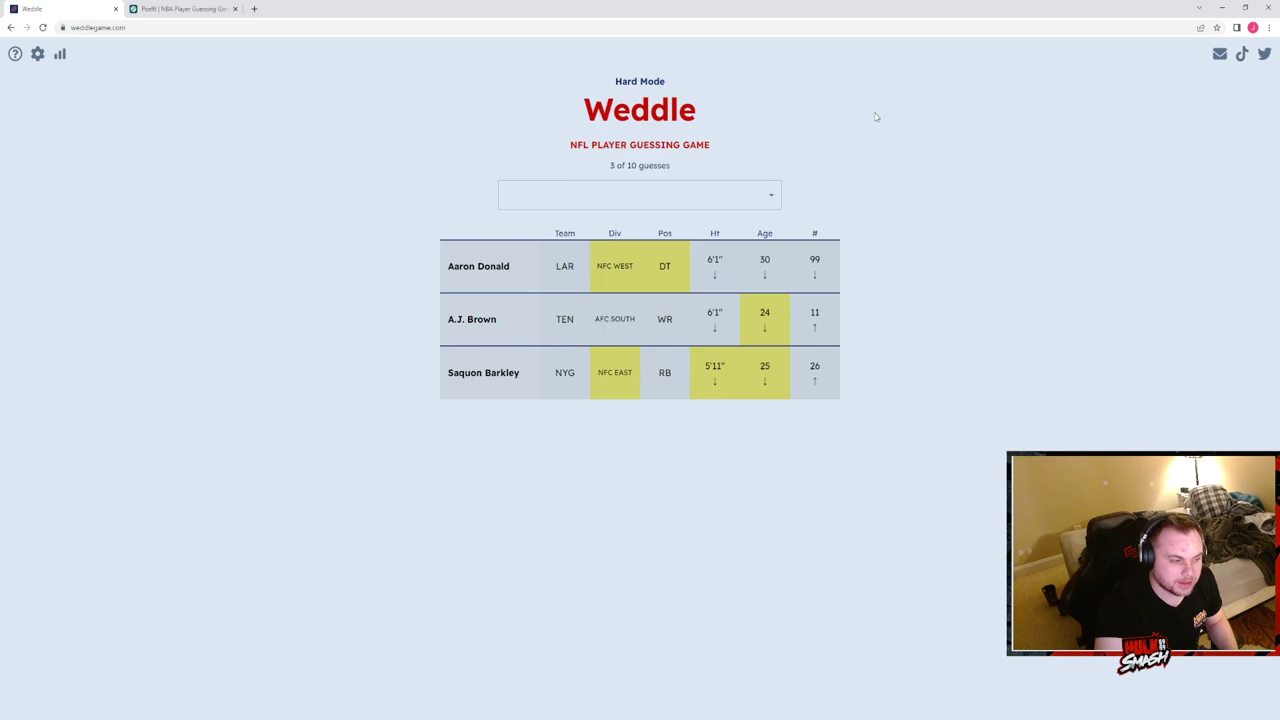 Weddle
Poeltl | NBA Player Guessing Ga
weddlegame.com
J
Hard Mode
Weddle
NFL PLAYER GUESSING GAME
3 of 10 guesses
Team Div Pos Ht Age #
Aaron Donald LAR NFC WEST DT 6'1" ↓ 30 ↓ 99 ↓
A.J. Brown TEN AFC SOUTH WR 6'1" ↓ 24 ↓ 11 ↑
Saquon Barkley NYG NFC EAST RB 5'11" ↓ 25 ↓ 26 ↑
HULK
SMASH